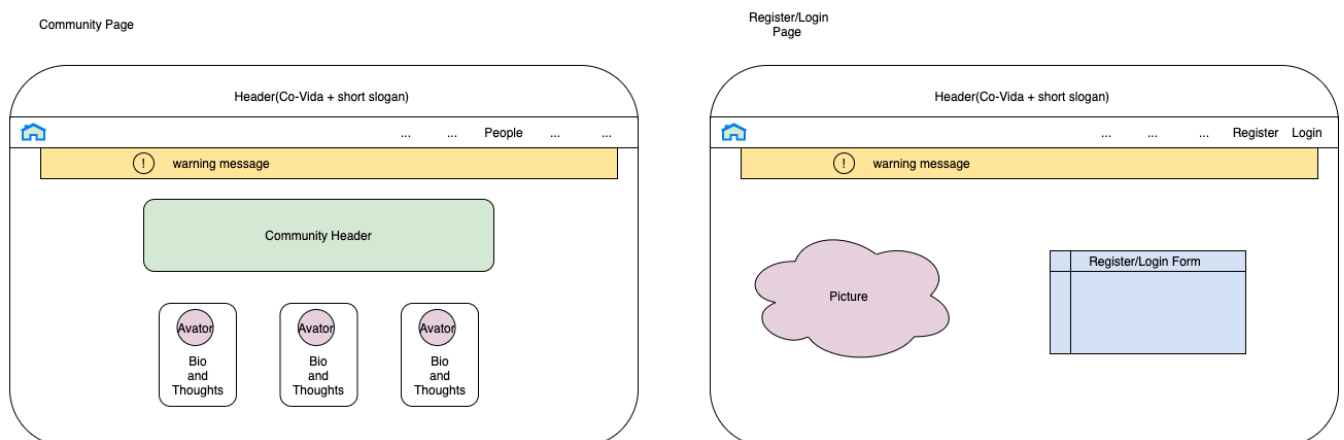 Community Page
Header(Co-Vida + short slogan)
... ... People ... ...
! warning message
Community Header
Avator Avator Avator
Bio Bio Bio
and and and
Thoughts Thoughts Thoughts
Register/Login
Page
Header(Co-Vida + short slogan)
... ... ... Register Login
! warning message
Picture
Register/Login Form